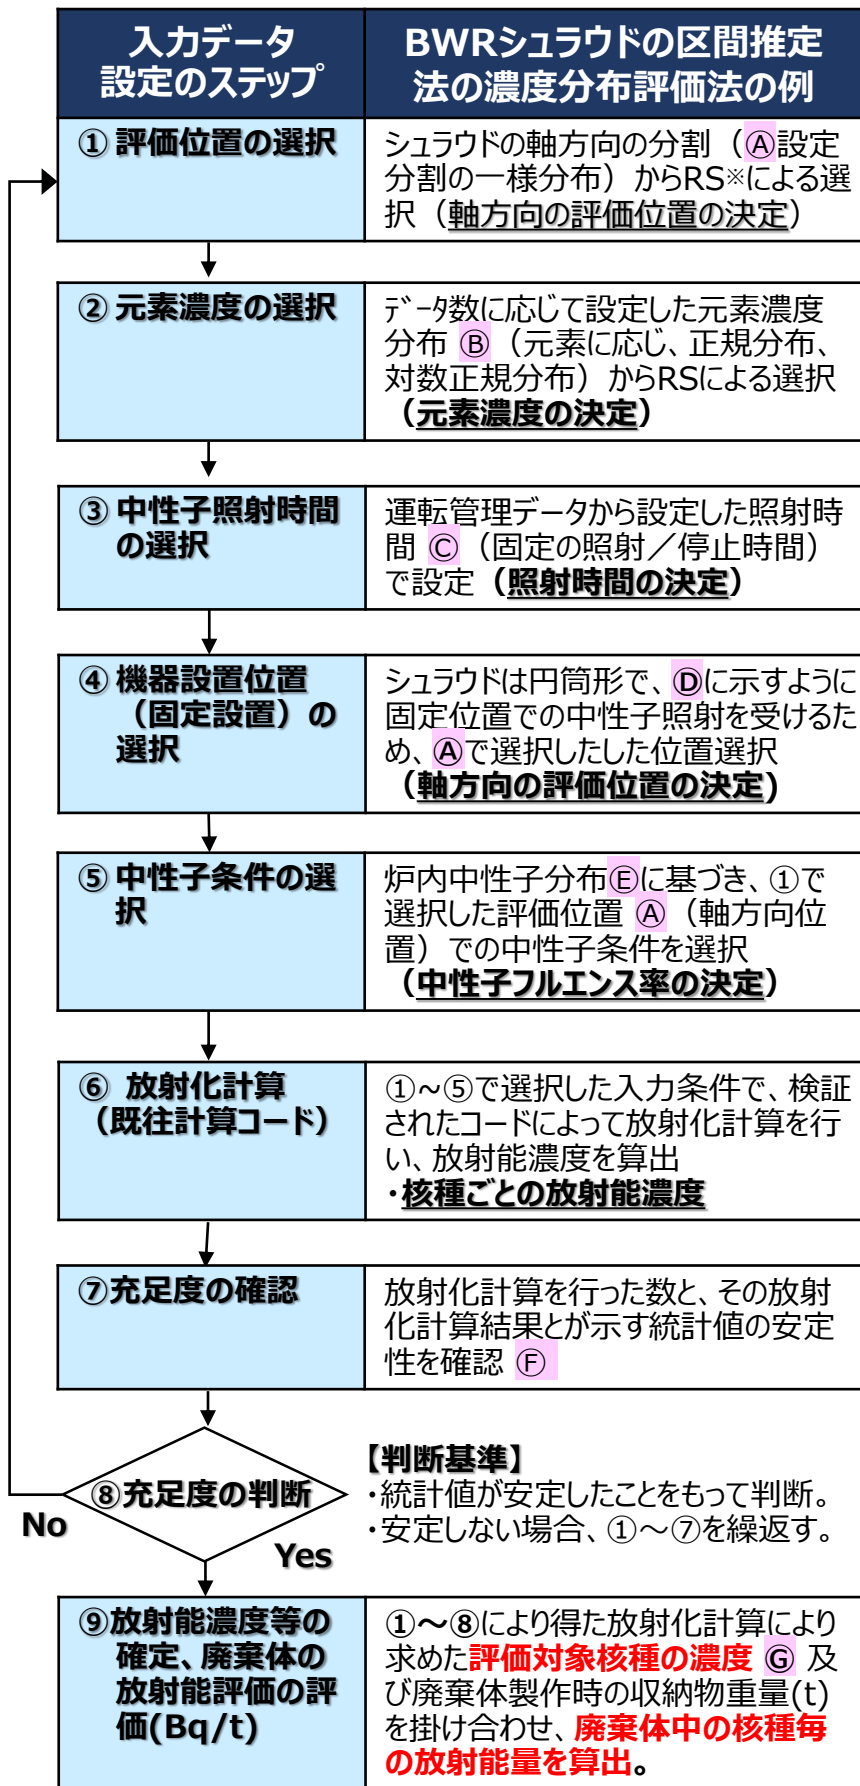 入力データ
設定のステップ
BWRシュラウドの区間推定
法の濃度分布評価法の例
① 評価位置の選択
シュラウドの軸方向の分割（Ⓐ設定
分割の一様分布）からRS※による選
択（軸方向の評価位置の決定）
② 元素濃度の選択
データ数に応じて設定した元素濃度
分布 Ⓑ（元素に応じ、正規分布、
対数正規分布）からRSによる選択
（元素濃度の決定）
③ 中性子照射時間
の選択
運転管理データから設定した照射時
間 Ⓒ（固定の照射／停止時間）
で設定（照射時間の決定）
④ 機器設置位置
（固定設置）の
選択
シュラウドは円筒形で、Ⓓに示すように
固定位置での中性子照射を受けるた
め、Ⓐで選択したした位置選択
（軸方向の評価位置の決定)
⑤ 中性子条件の選
択
炉内中性子分布Ⓔに基づき、①で
選択した評価位置 Ⓐ（軸方向位
置）での中性子条件を選択
（中性子フルエンス率の決定）
⑥ 放射化計算
（既往計算コード）
①~⑤で選択した入力条件で、検証
されたコードによって放射化計算を行
い、放射能濃度を算出
・核種ごとの放射能濃度
⑦充足度の確認
放射化計算を行った数と、その放射
化計算結果とが示す統計値の安定
性を確認 Ⓕ
⑧充足度の判断
【判断基準】
・統計値が安定したことをもって判断。
・安定しない場合、①～⑦を繰返す。
No
Yes
⑨放射能濃度等の
確定、廃棄体の
放射能評価の評
価(Bq/t)
①～⑧により得た放射化計算により
求めた評価対象核種の濃度 Ⓖ 及
び廃棄体製作時の収納物重量(t)
を掛け合わせ、廃棄体中の核種毎
の放射能量を算出。